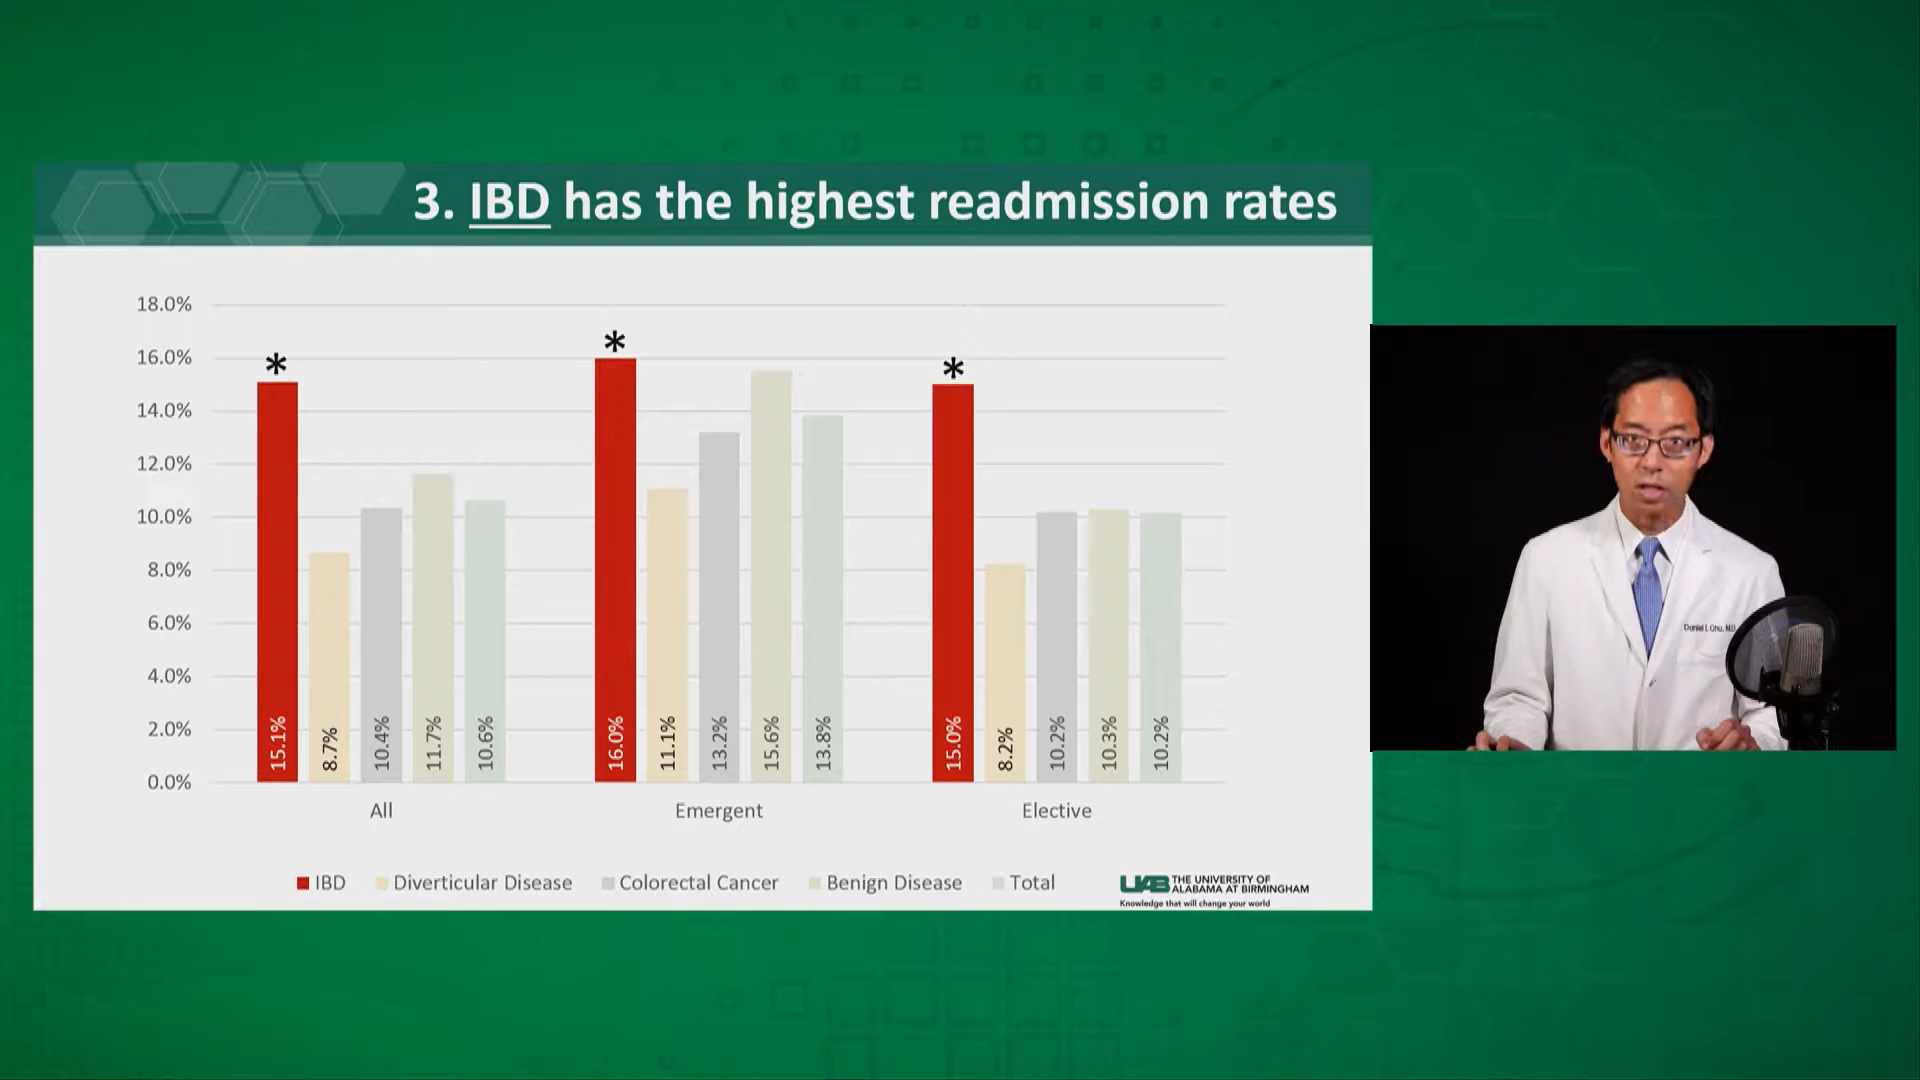 3. IBD has the highest readmission rates
18.0%
16.0%
14.0%
12.0%
10.0%
8.0%
6.0%
4.0%
2.0%
0.0%
*
*
*
15.1%
8.7%
10.4%
11.7%
10.6%
16.0%
11.1%
13.2%
15.6%
13.8%
15.0%
8.2%
10.2%
10.3%
10.2%
All
Emergent
Elective
IBD
Diverticular Disease
Colorectal Cancer
Benign Disease
Total
UAB THE UNIVERSITY OF
ALABAMA AT BIRMINGHAM
Knowledge that will change your world
Daniel I. Chu, M.D.